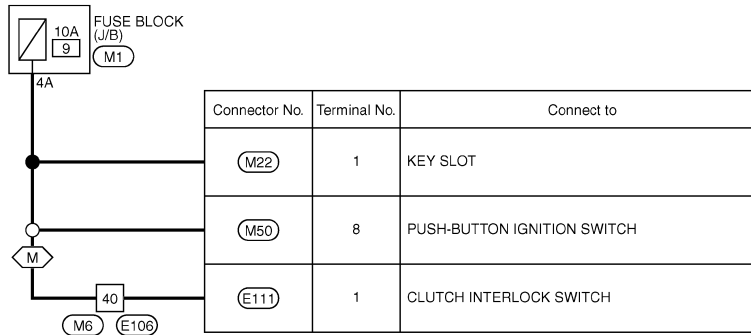 10A
9
FUSE BLOCK
(J/B)
M1
4A
Connector No. Terminal No. Connect to
M22 1 KEY SLOT
M50 8 PUSH-BUTTON IGNITION SWITCH
M
40 E111 1 CLUTCH INTERLOCK SWITCH
M6 E106